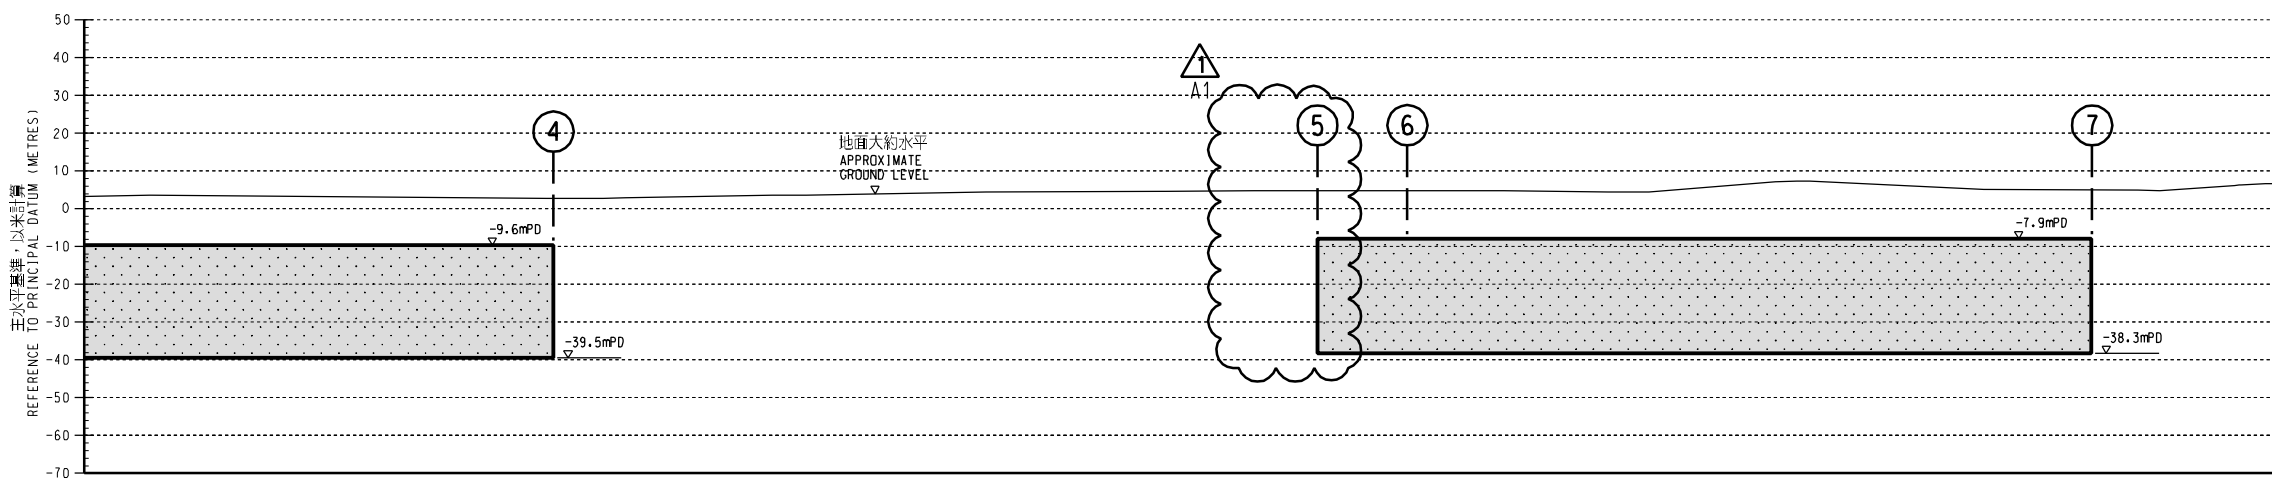 50
40
30
20
10
0
-10
-20
-30
-40
-50
-60
-70
主水平基準，以米計算
REFERENCE TO PRINCIPAL DATUM (METRES)
4
-9.6mPD
-39.5mPD
地面大約水平
APPROXIMATE
GROUND LEVEL
1
A1
5
6
7
-7.9mPD
-38.3mPD